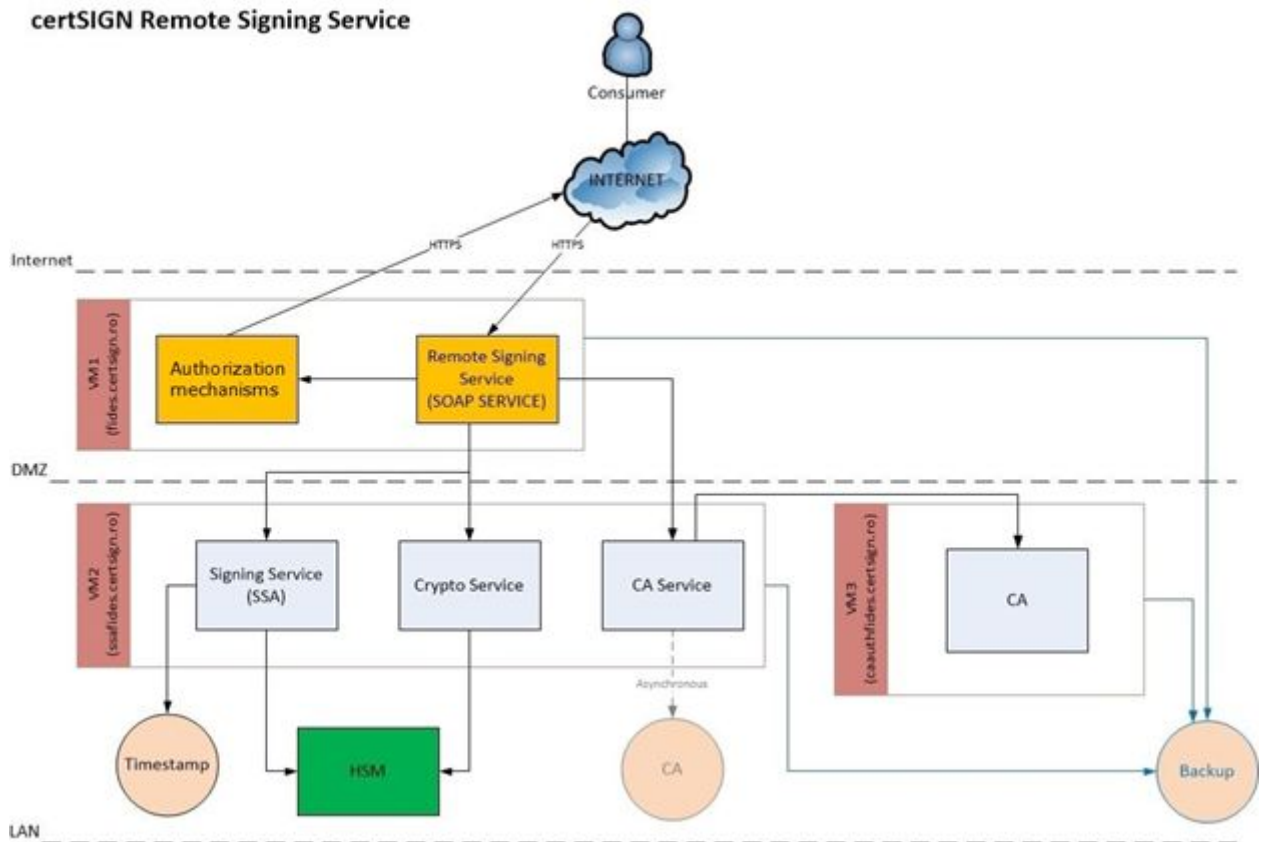 certSIGN Remote Signing Service
Consumer
INTERNET
HTTPS
HTTPS
Internet
VM1
(fides.certsign.ro)
Authorization
mechanisms
Remote Signing
Service
(SOAP SERVICE)
DMZ
VM2
(ssafides.certsign.ro)
Signing Service
(SSA)
Crypto Service
CA Service
VM3
(caauthfides.certsign.ro)
CA
Asynchronous
Timestamp
HSM
CA
Backup
LAN